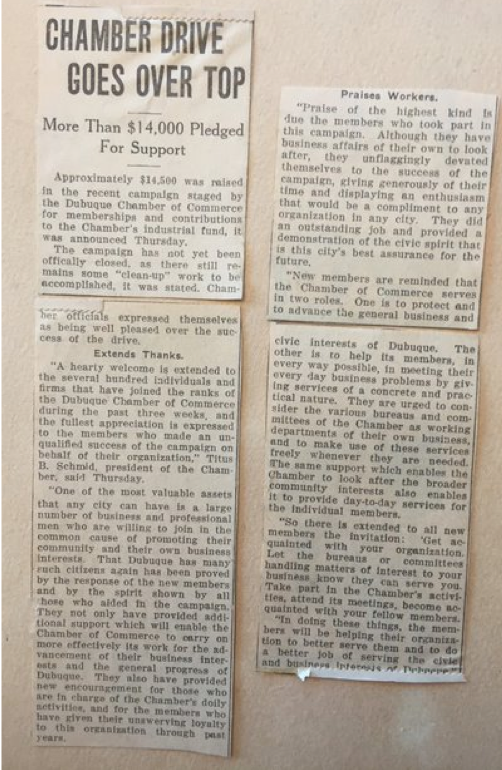 CHAMBER DRIVE
GOES OVER TOP
More Than $14,000 Pledged
For Support
Approximately $14,500 was raised
in the recent campaign staged by
the Dubuque Chamber of Commerce
for memberships and contributions
to the Chamber's industrial fund, it
was announced Thursday.
The campaign has not yet been
offically closed, as there still re-
mains some "clean-up" work to be
accomplished, it was stated. Cham-
ber officials expressed themselves
as being well pleased over the suc-
cess of the drive.
Extends Thanks.
"A hearty welcome is extended to
the several hundred individuals and
firms that have joined the ranks of
the Dubuque Chamber of Commerce
during the past three weeks, and
the fullest appreciation is expressed
to the members who made an un-
qualified success of the campaign on
behalf of their organization," Titus
B. Schmid, president of the Cham-
ber, said Thursday.
"One of the most valuable assets
that any city can have is a large
number of business and professional
men who are willing to join in the
common cause of promoting their
community and their own business
interests. That Dubuque has many
such citizens again has been proved
by the response of the new members
and by the spirit shown by all
those who aided in the campaign.
They not only have provided addi-
tional support which will enable the
Chamber of Commerce to carry on
more effectively its work for the ad-
vancement of their business inter-
ests and the general progress of
Dubuque. They also have provided
new encouragement for those who
are in charge of the Chamber's daily
activities, and for the members who
have given their unswerving loyalty
to this organization through past
years.
Praises Workers.
"Praise of the highest kind is
due the members who took part in
this campaign. Although they have
business affairs of their own to look
after, they unflaggingly devated
themselves to the success of the
campaign, giving generously of their
time and displaying an enthusiasm
that would be a compliment to any
organization in any city. They did
an outstanding job and provided a
demonstration of the civic spirit that
is this city's best assurance for the
future.
"New members are reminded that
the Chamber of Commerce serves
in two roles. One is to protect and
to advance the general business and
civic interests of Dubuque. The
other is to help its members, in
every way possible, in meeting their
every day business problems by giv-
ing services of a concrete and prac-
tical nature. They are urged to con-
sider the various bureaus and com-
mittees of the Chamber as working
departments of their own business,
and to make use of these services
freely whenever they are needed.
The same support which enables the
Chamber to look after the broader
community interests also enables
it to provide day-to-day services for
the individual members.
"So there is extended to all new
members the invitation: 'Get ac-
quainted with your organization.
Let the bureaus or committees
handling matters of interest to your
business know they can serve you.
Take part in the Chamber's activi-
ties, attend its meetings, become ac-
quainted with your fellow members.
"In doing these things, the mem-
bers will be helping their organiza-
tion to better serve them and to do
a better job of serving the civic
and business interests of Dubuque."